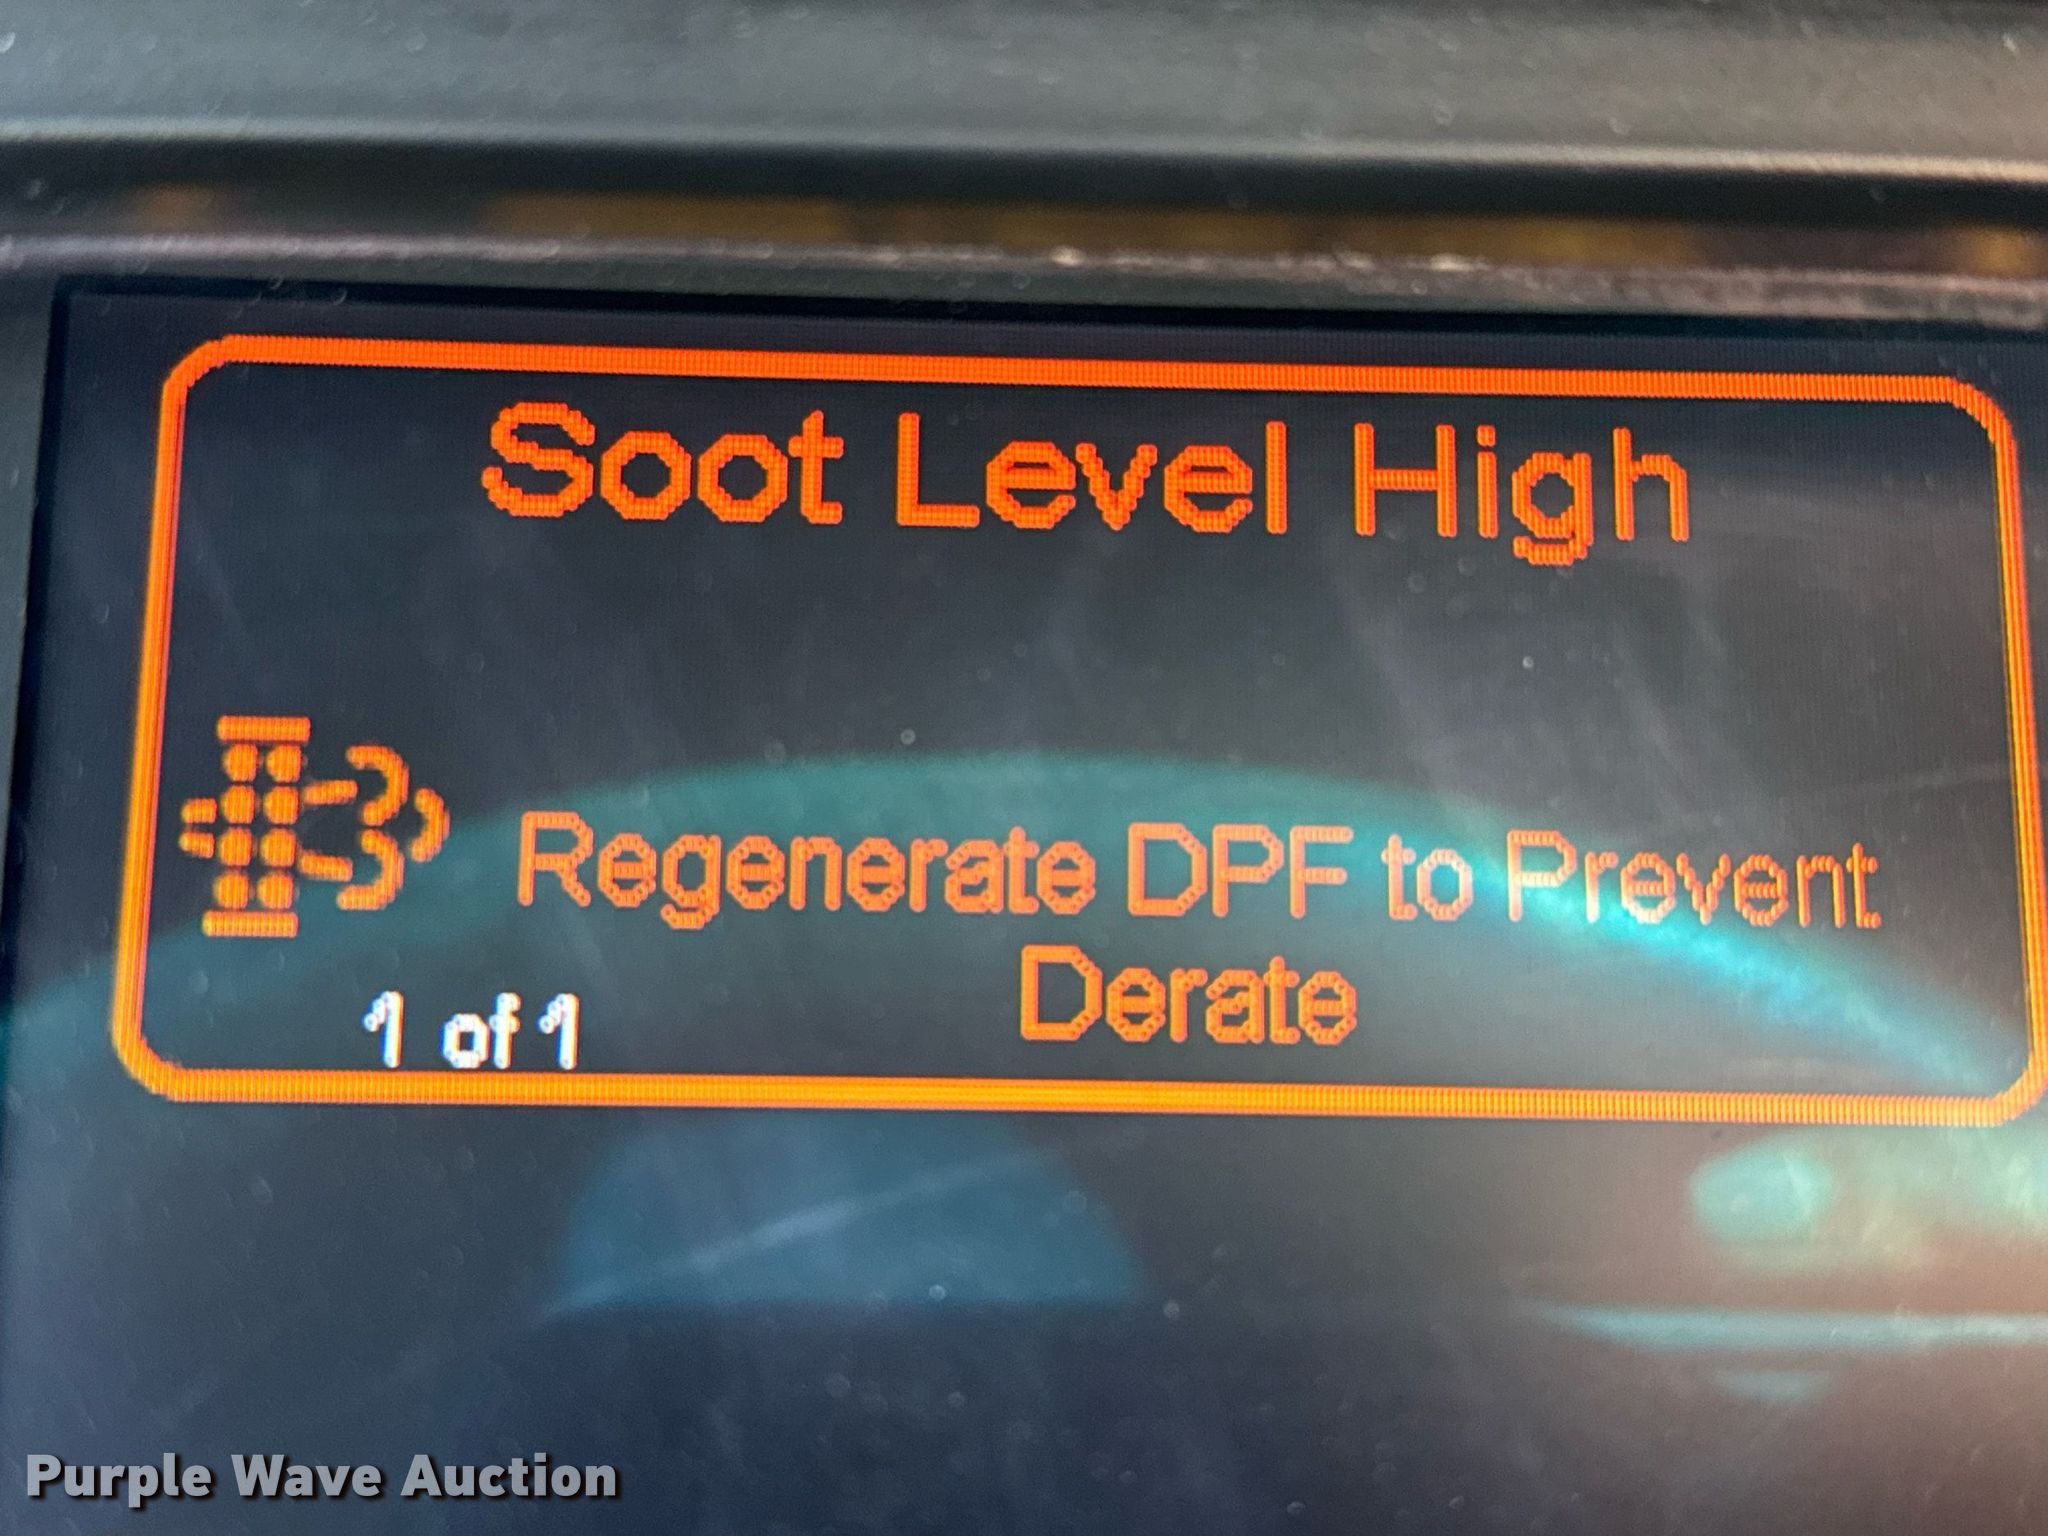 Soot Level High
Regenerate DPF to Prevent
Derate
1 of 1
Purple Wave Auction